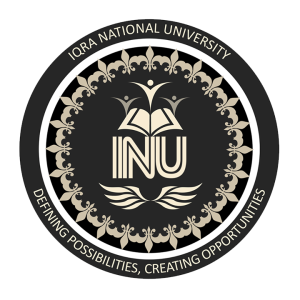 IQRA NATIONAL UNIVERSITY
INU
DEFINING POSSIBILITIES, CREATING OPPORTUNITIES